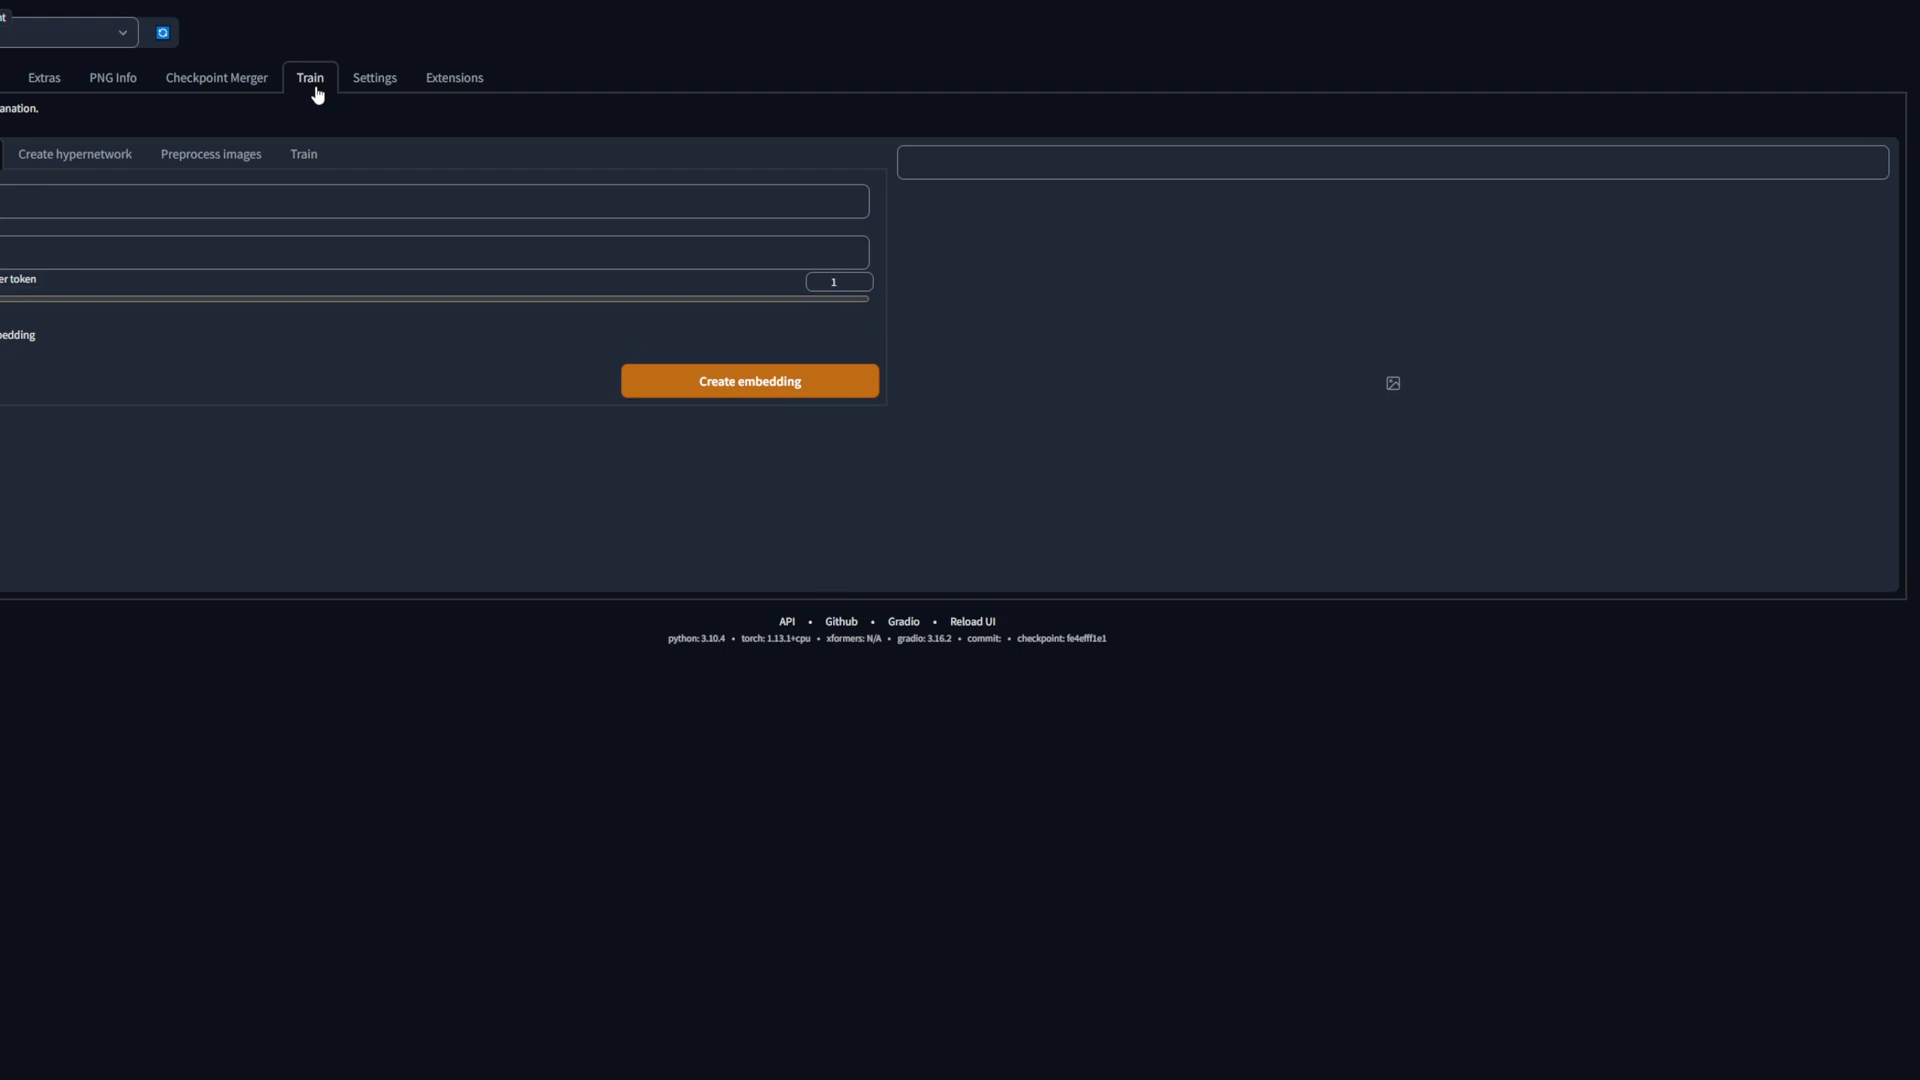 nt
Extras PNG Info Checkpoint Merger Train Settings Extensions
anation.
Create hypernetwork Preprocess images Train
er token
1
bedding
Create embedding
API • Github • Gradio • Reload UI
python: 3.10.4 • torch: 1.13.1+cpu • xformers: N/A • gradio: 3.16.2 • commit: • checkpoint: fe4efff1e1